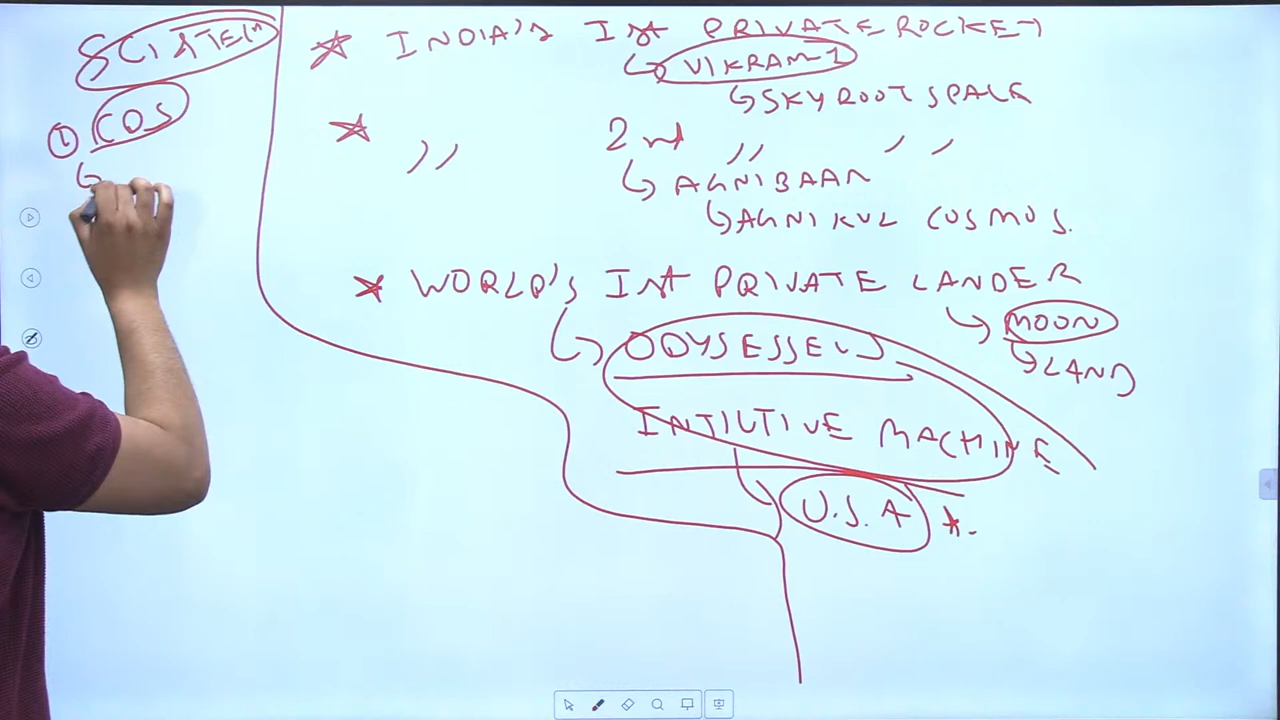 SCI & TECH
① COS
★ INDIA'S 1st PRIVATE ROCKET
VIKRAM-1
SKYROOT SPACE
★ ,, 2nd ,, ,,
AGNIBAAN
AGNIKUL COSMOS.
★ WORLD'S 1st PRIVATE LANDER
MOON
LAND
ODYSESSEUS
INTIUTIVE MACHINE
U.S.A ★.